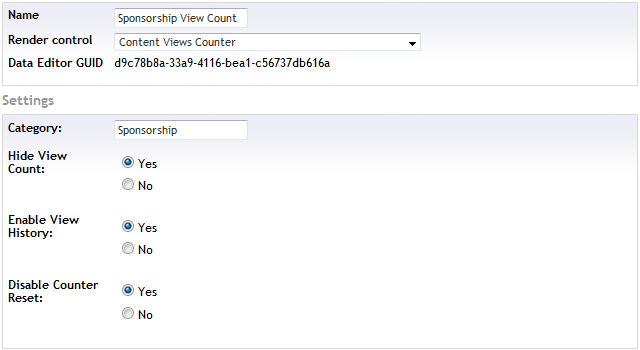 Name Sponsorship View Count
Render control Content Views Counter
Data Editor GUID d9c78b8a-33a9-4116-bea1-c56737db616a
Settings
Category: Sponsorship
Hide View
Count:
Yes
No
Enable View
History:
Yes
No
Disable Counter
Reset:
Yes
No